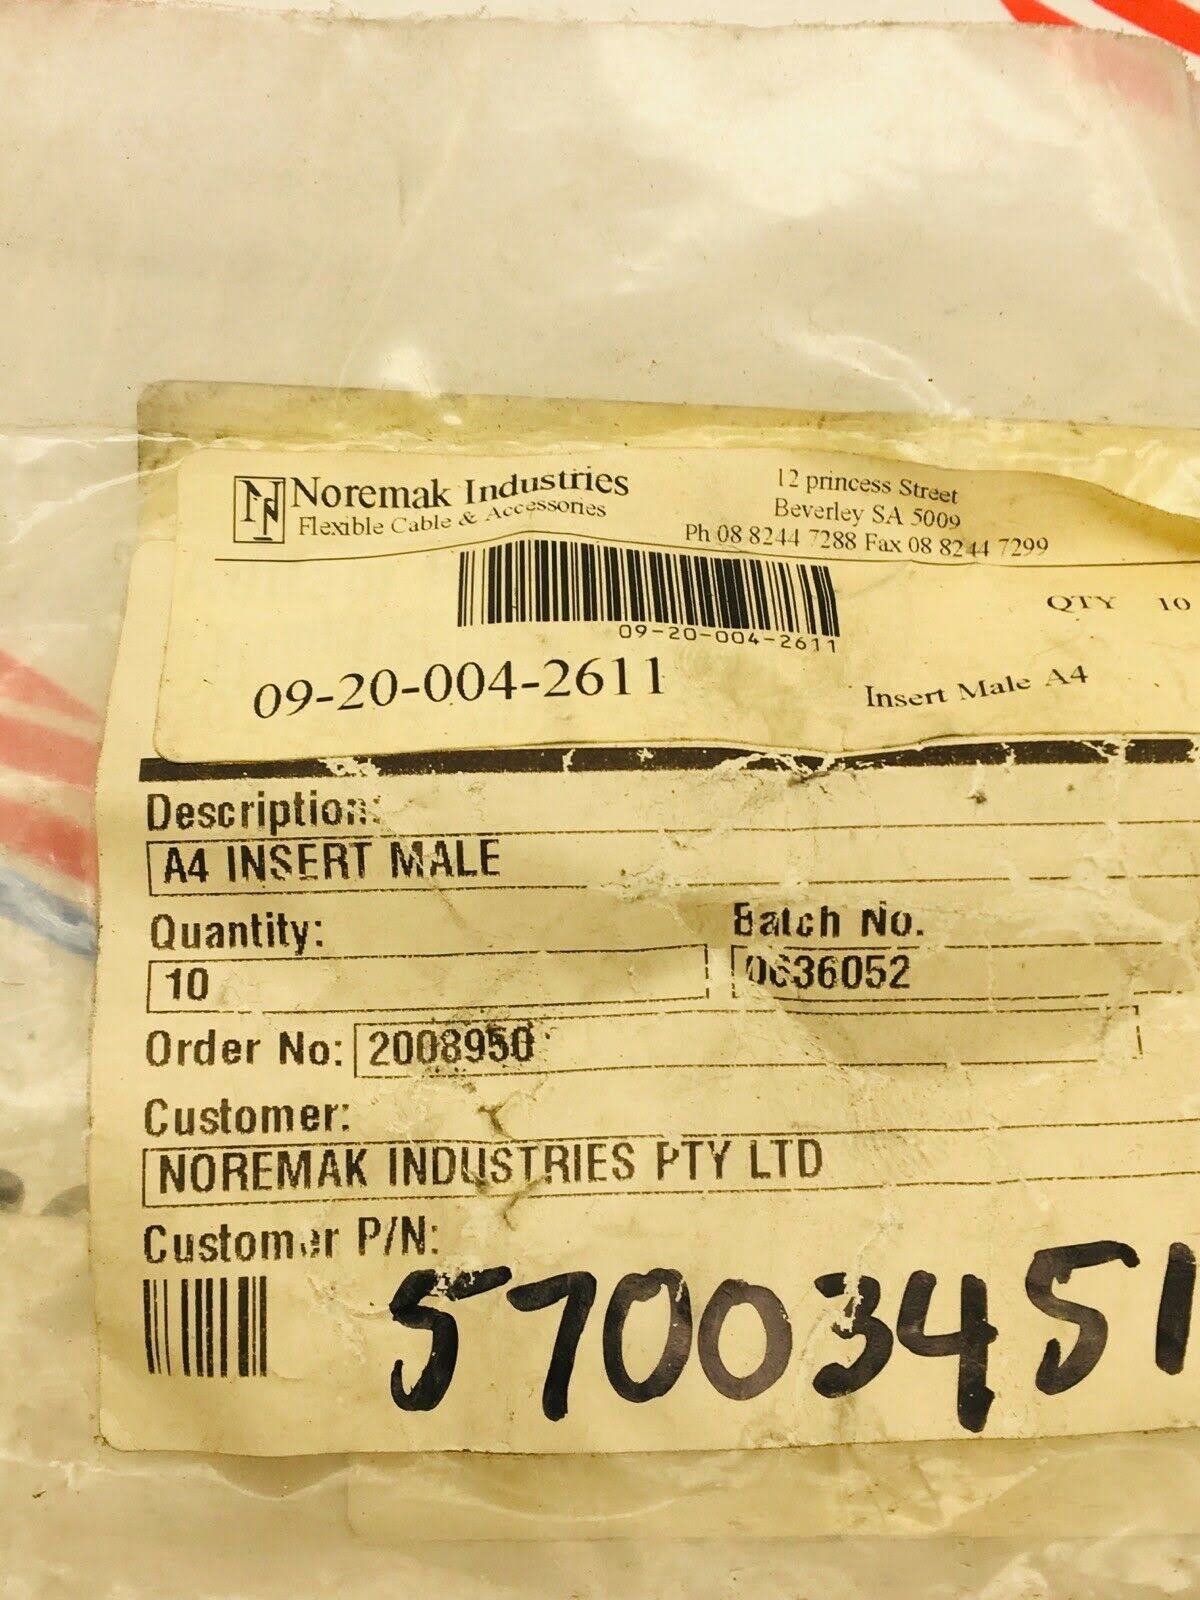 Noremak Industries
Flexible Cable & Accessories
12 princess Street
Beverley SA 5009
Ph 08 8244 7288 Fax 08 8244 7299
09-20-004-2611
QTY 10
09-20-004-2611
Insert Male A4
Description:
A4 INSERT MALE
Quantity:
10
Batch No.
0636052
Order No: 2008950
Customer:
NOREMAK INDUSTRIES PTY LTD
Customer P/N:
57003451